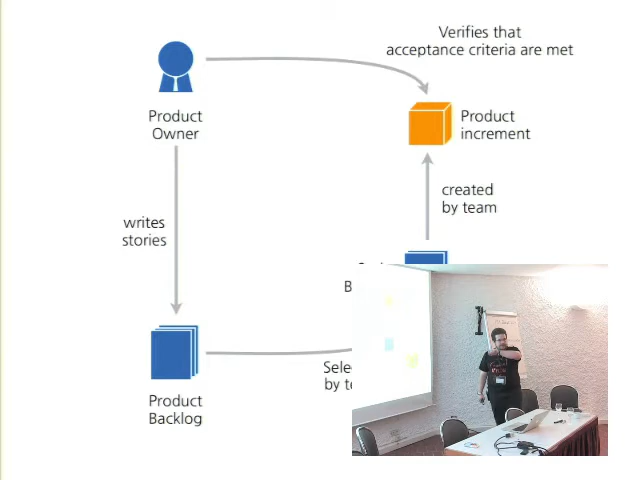 Verifies that
acceptance criteria are met
Product
Owner
Product
increment
created
by team
writes
stories
Product
Backlog